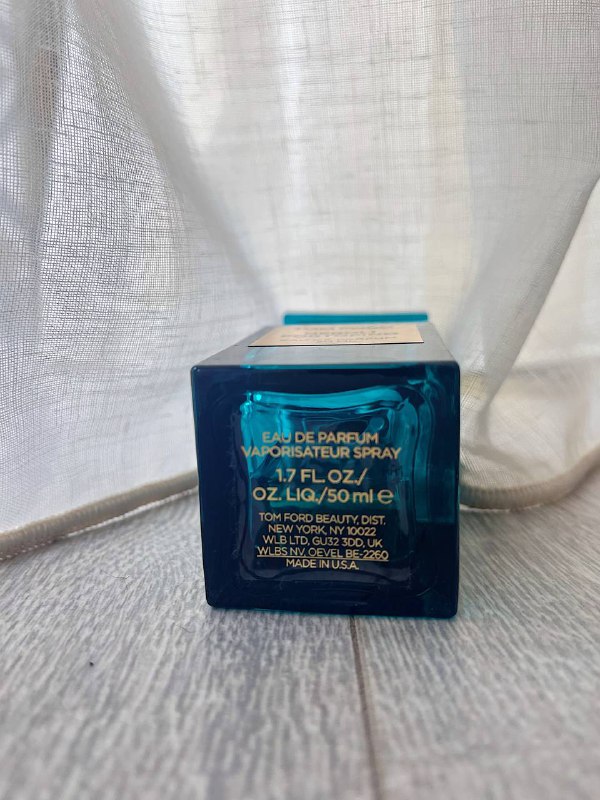 EAU DE PARFUM
VAPORISATEUR SPRAY
1.7 FL. OZ./
OZ. LIQ./50 ml ℮
TOM FORD BEAUTY, DIST.
NEW YORK, NY 10022
WLB LTD, GU32 3DD, UK
WLBS NV. OEVEL BE-2260
MADE IN U.S.A.